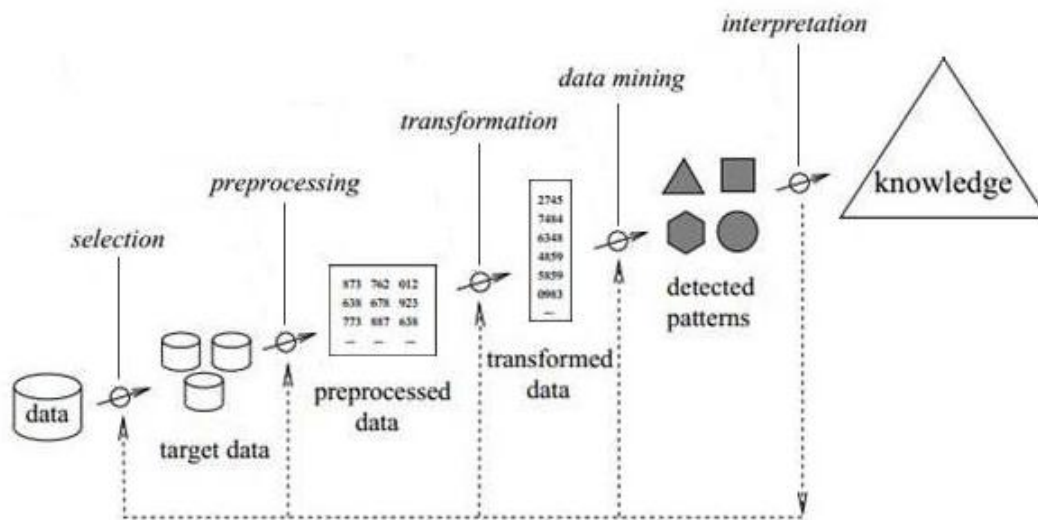 interpretation
data mining
transformation
preprocessing
selection
knowledge
2745
7484
6348
4859
5859
0983
...
873 762 012
638 678 923
773 887 638
... ... ...
detected
patterns
transformed
data
preprocessed
data
data
target data